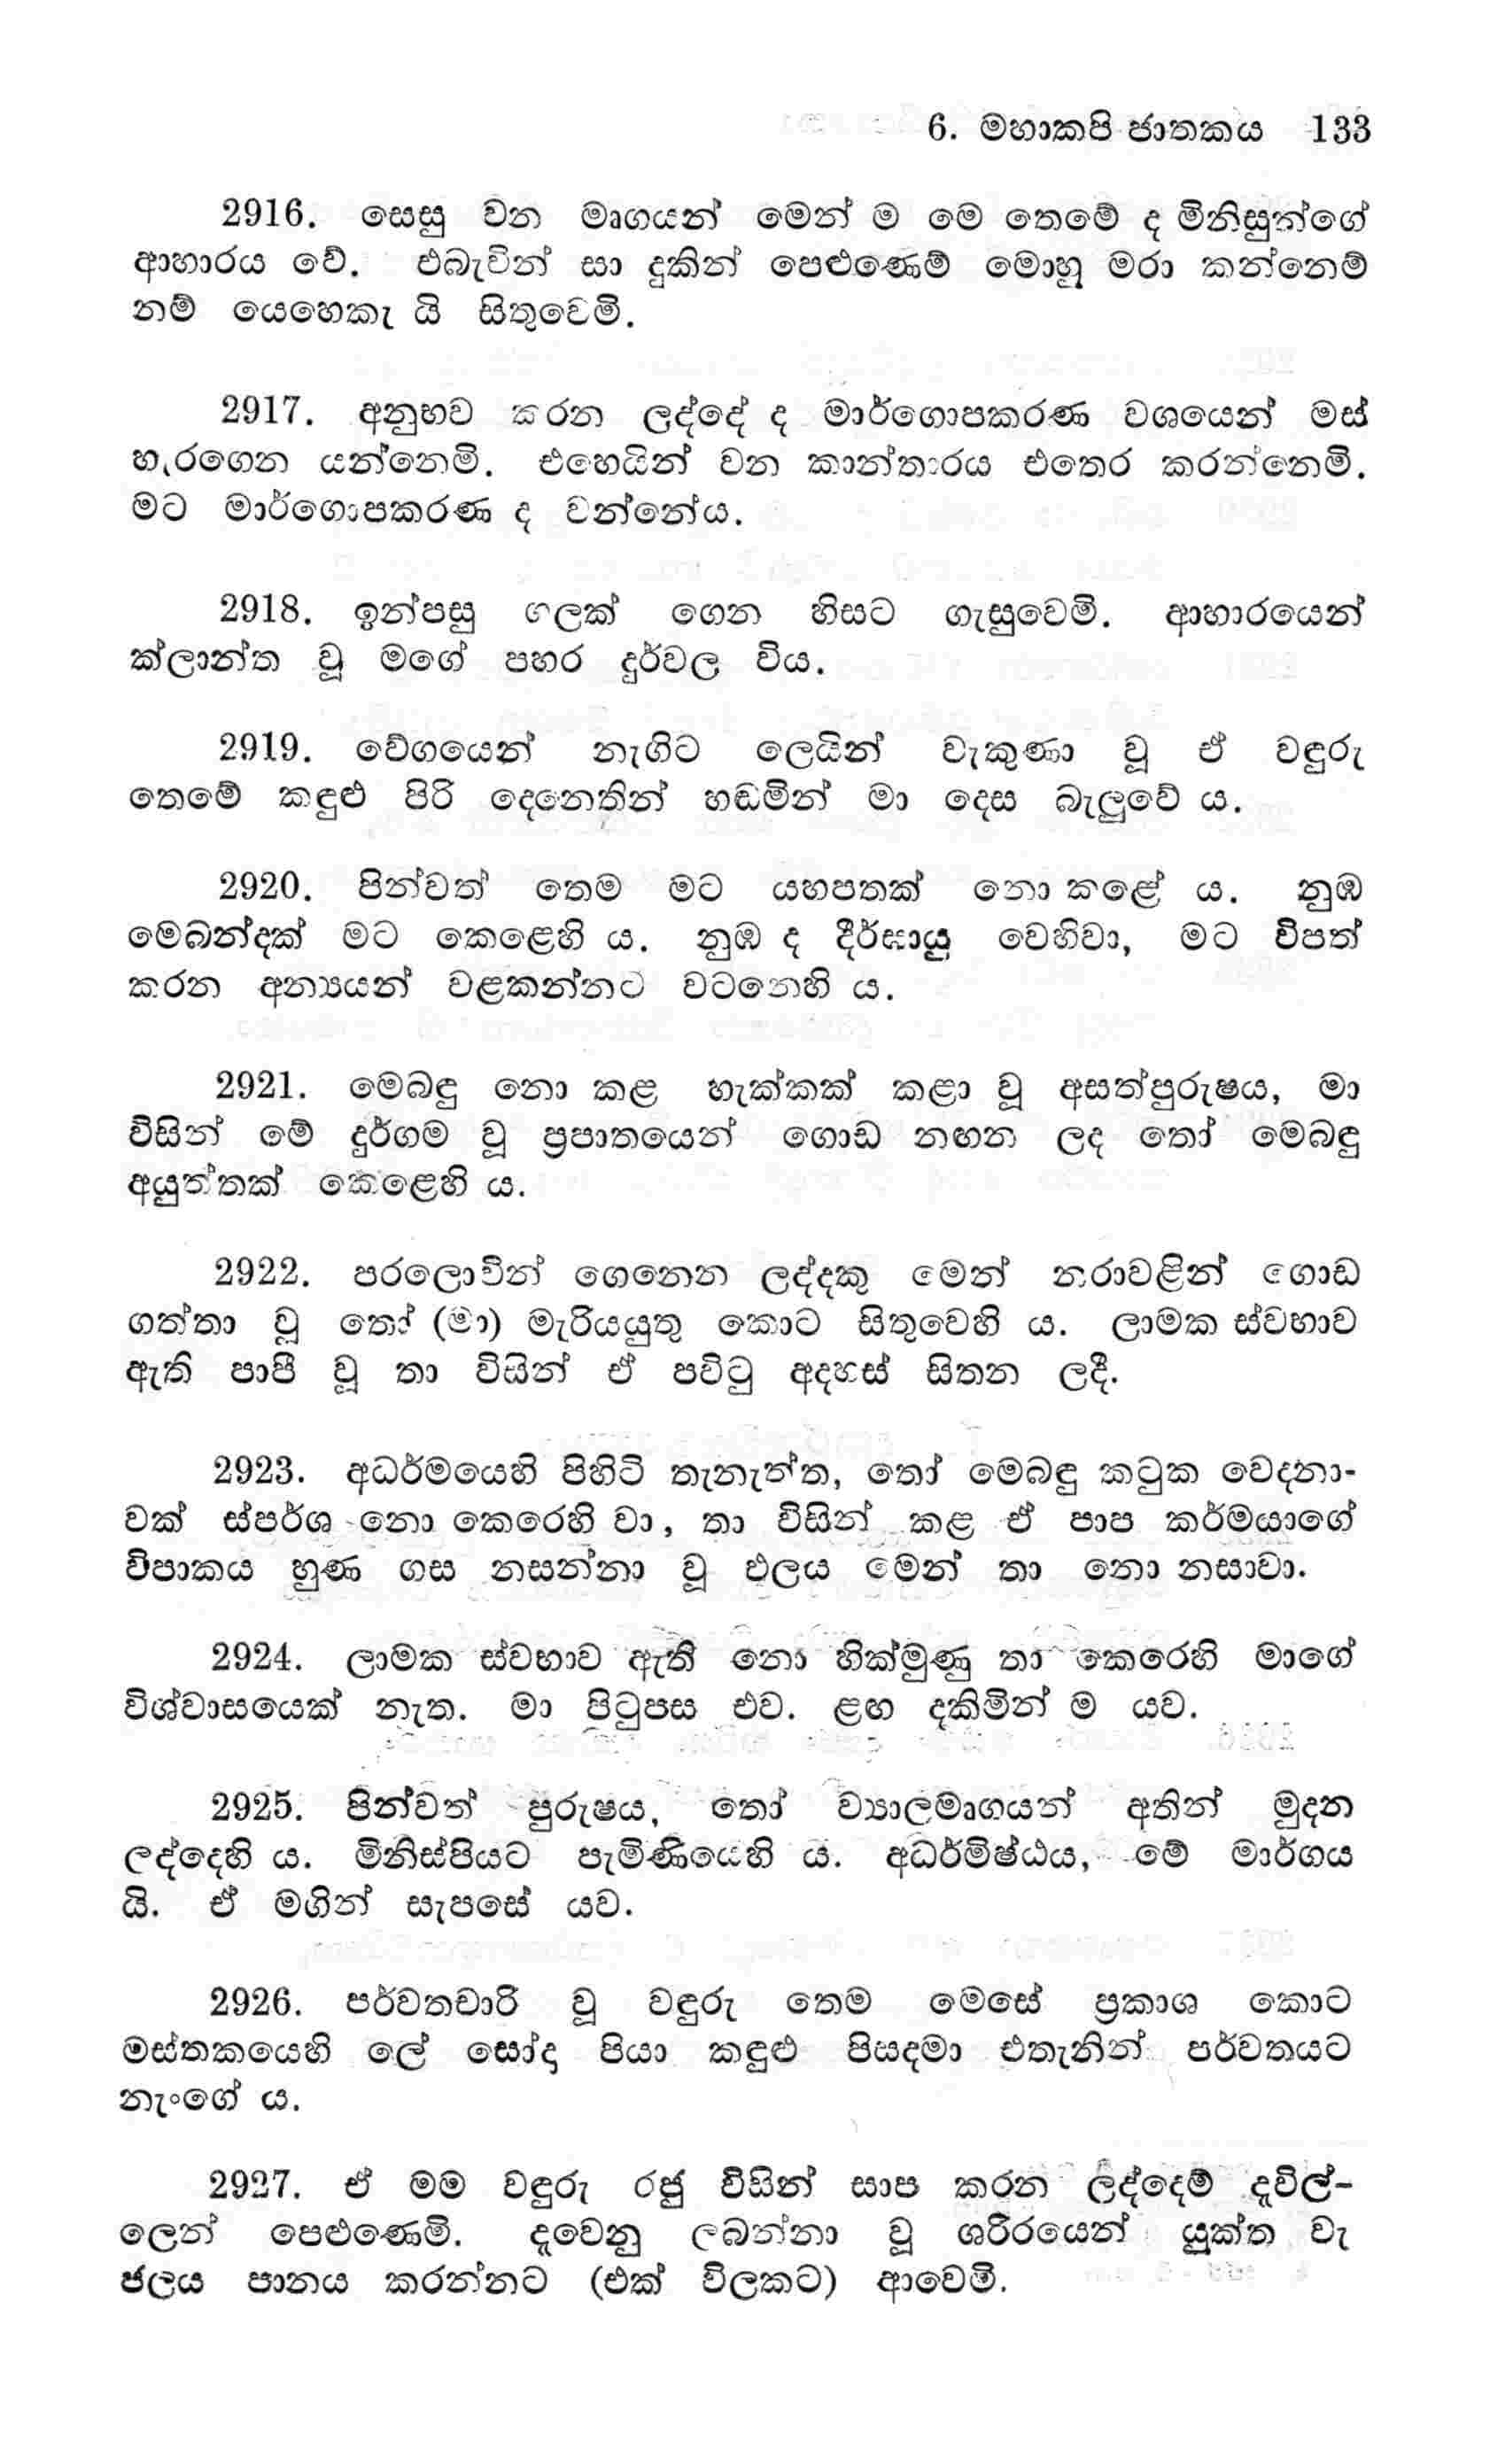 6. මහාකපි ජාතකය 133
2916. සෙසු වන මෘගයන් මෙන් ම මෙ තෙමේ ද මිනිසුන්ගේ
ආහාරය වේ. එබැවින් සා දුකින් පෙළුණෙම් මොහු මරා කන්නෙම්
නම් යෙහෙකැ යි සිතුවෙමි.
2917. අනුභව කරන ලද්දේ ද මාර්ගොපකරණ වශයෙන් මස්
හැරගෙන යන්නෙමි. එහෙයින් වන කාන්තාරය එතෙර කරන්නෙමි.
මට මාර්ගොපකරණ ද වන්නේය.
2918. ඉන්පසු ගලක් ගෙන හිසට ගැසුවෙමි. ආහාරයෙන්
ක්ලාන්ත වූ මගේ පහර දුර්වල විය.
2919. වේගයෙන් නැගිට ලෙයින් වැකුණා වූ ඒ වඳුරු
තෙමේ කඳුළු පිරි දෙනෙතින් හඬමින් මා දෙස බැලුවේ ය.
2920. පින්වත් තෙම මට යහපතක් නො කළේ ය. නුඹ
මෙබන්දක් මට කෙළෙහි ය. නුඹ ද දීර්ඝායු වෙහිවා, මට විපත්
කරන අන්‍යයන් වළකන්නට වටනෙහි ය.
2921. මෙබඳු නො කළ හැක්කක් කළා වූ අසත්පුරුෂය, මා
විසින් මේ දුර්ගම වූ ප්‍රපාතයෙන් ගොඩ නඟන ලද තෝ මෙබඳු
අයුත්තක් කෙළෙහි ය.
2922. පරලොවින් ගෙනෙන ලද්දකු මෙන් නරාවළින් ගොඩ
ගත්තා වූ තෝ (මා) මැරියයුතු කොට සිතුවෙහි ය. ලාමක ස්වභාව
ඇති පාපී වූ තා විසින් ඒ පවිටු අදහස් සිතන ලදී.
2923. අධර්මයෙහි පිහිටි තැනැත්ත, තෝ මෙබඳු කටුක වෙදනා-
වක් ස්පර්ශ නො කෙරෙහි වා, තා විසින් කළ ඒ පාප කර්මයාගේ
විපාකය හුණ ගස නසන්නා වූ ඵලය මෙන් තා නො නසාවා.
2924. ලාමක ස්වභාව ඇති නො හික්මුණු තා කෙරෙහි මාගේ
විශ්වාසයෙක් නැත. මා පිටුපස එව. ළඟ දකිමින් ම යව.
2925. පින්වත් පුරුෂය, තෝ ව්‍යාලමෘගයන් අතින් මුදන
ලද්දෙහි ය. මිනිස්පියට පැමිණියෙහි ය. අධර්මිෂ්ඨය, මේ මාර්ගය
යි. ඒ මගින් සැපසේ යව.
2926. පර්වතචාරි වූ වඳුරු තෙම මෙසේ ප්‍රකාශ කොට
මස්තකයෙහි ලේ සෝදා පියා කඳුළු පිසදමා එතැනින් පර්වතයට
නැංගේ ය.
2927. ඒ මම වඳුරු රජු විසින් සාප කරන ලද්දෙම් දැවිල්-
ලෙන් පෙළුණෙමි. දැවෙනු ලබන්නා වූ ශරීරයෙන් යුක්ත වැ
ජලය පානය කරන්නට (එක් විලකට) ආවෙමි.